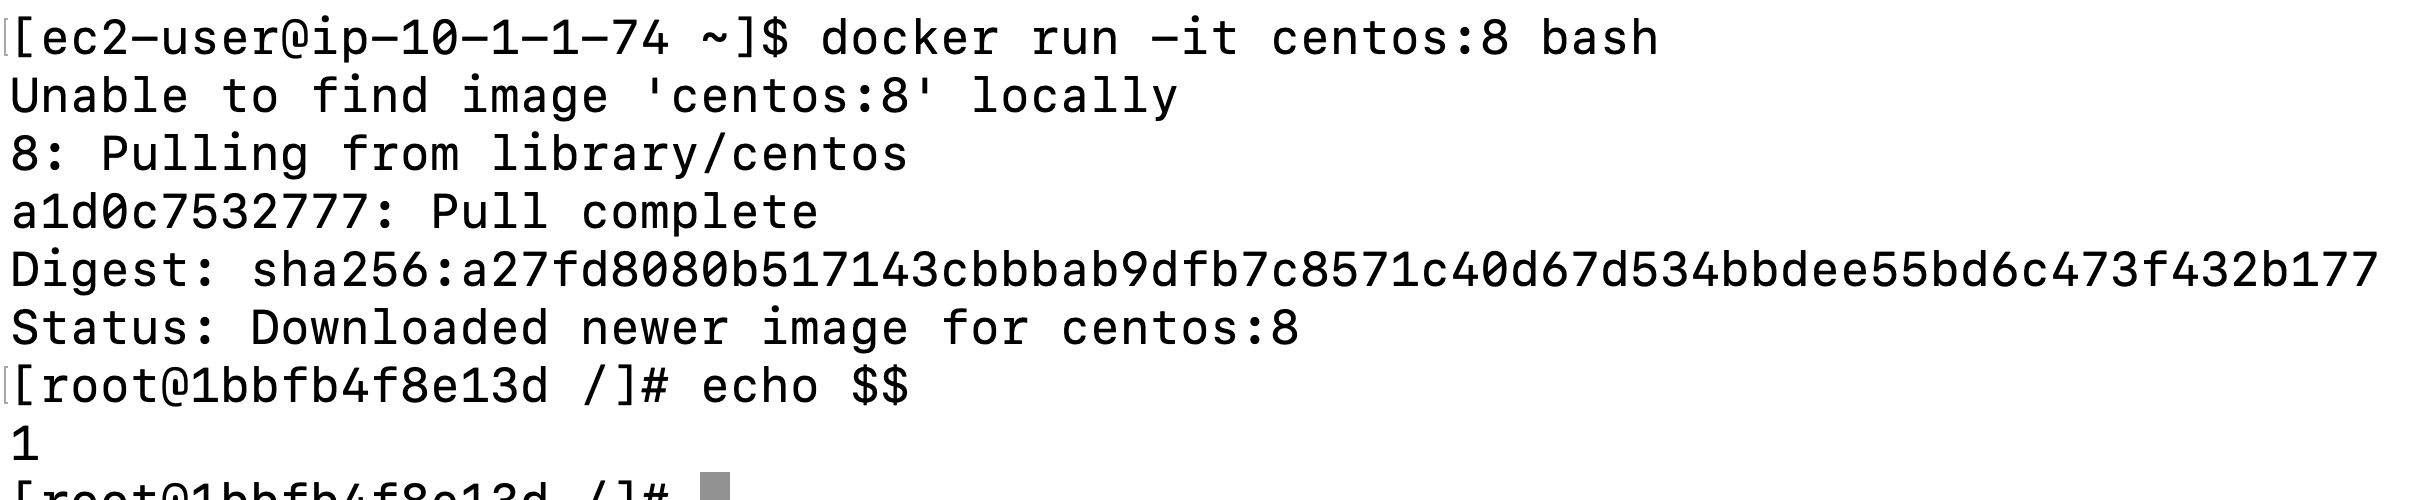 [ec2-user@ip-10-1-1-74 ~]$ docker run -it centos:8 bash
Unable to find image 'centos:8' locally
8: Pulling from library/centos
a1d0c7532777: Pull complete
Digest: sha256:a27fd8080b517143cbbbab9dfb7c8571c40d67d534bbdee55bd6c473f432b177
Status: Downloaded newer image for centos:8
[root@1bbfb4f8e13d /]# echo $$
1
[root@1bbfb4f8e13d /]#